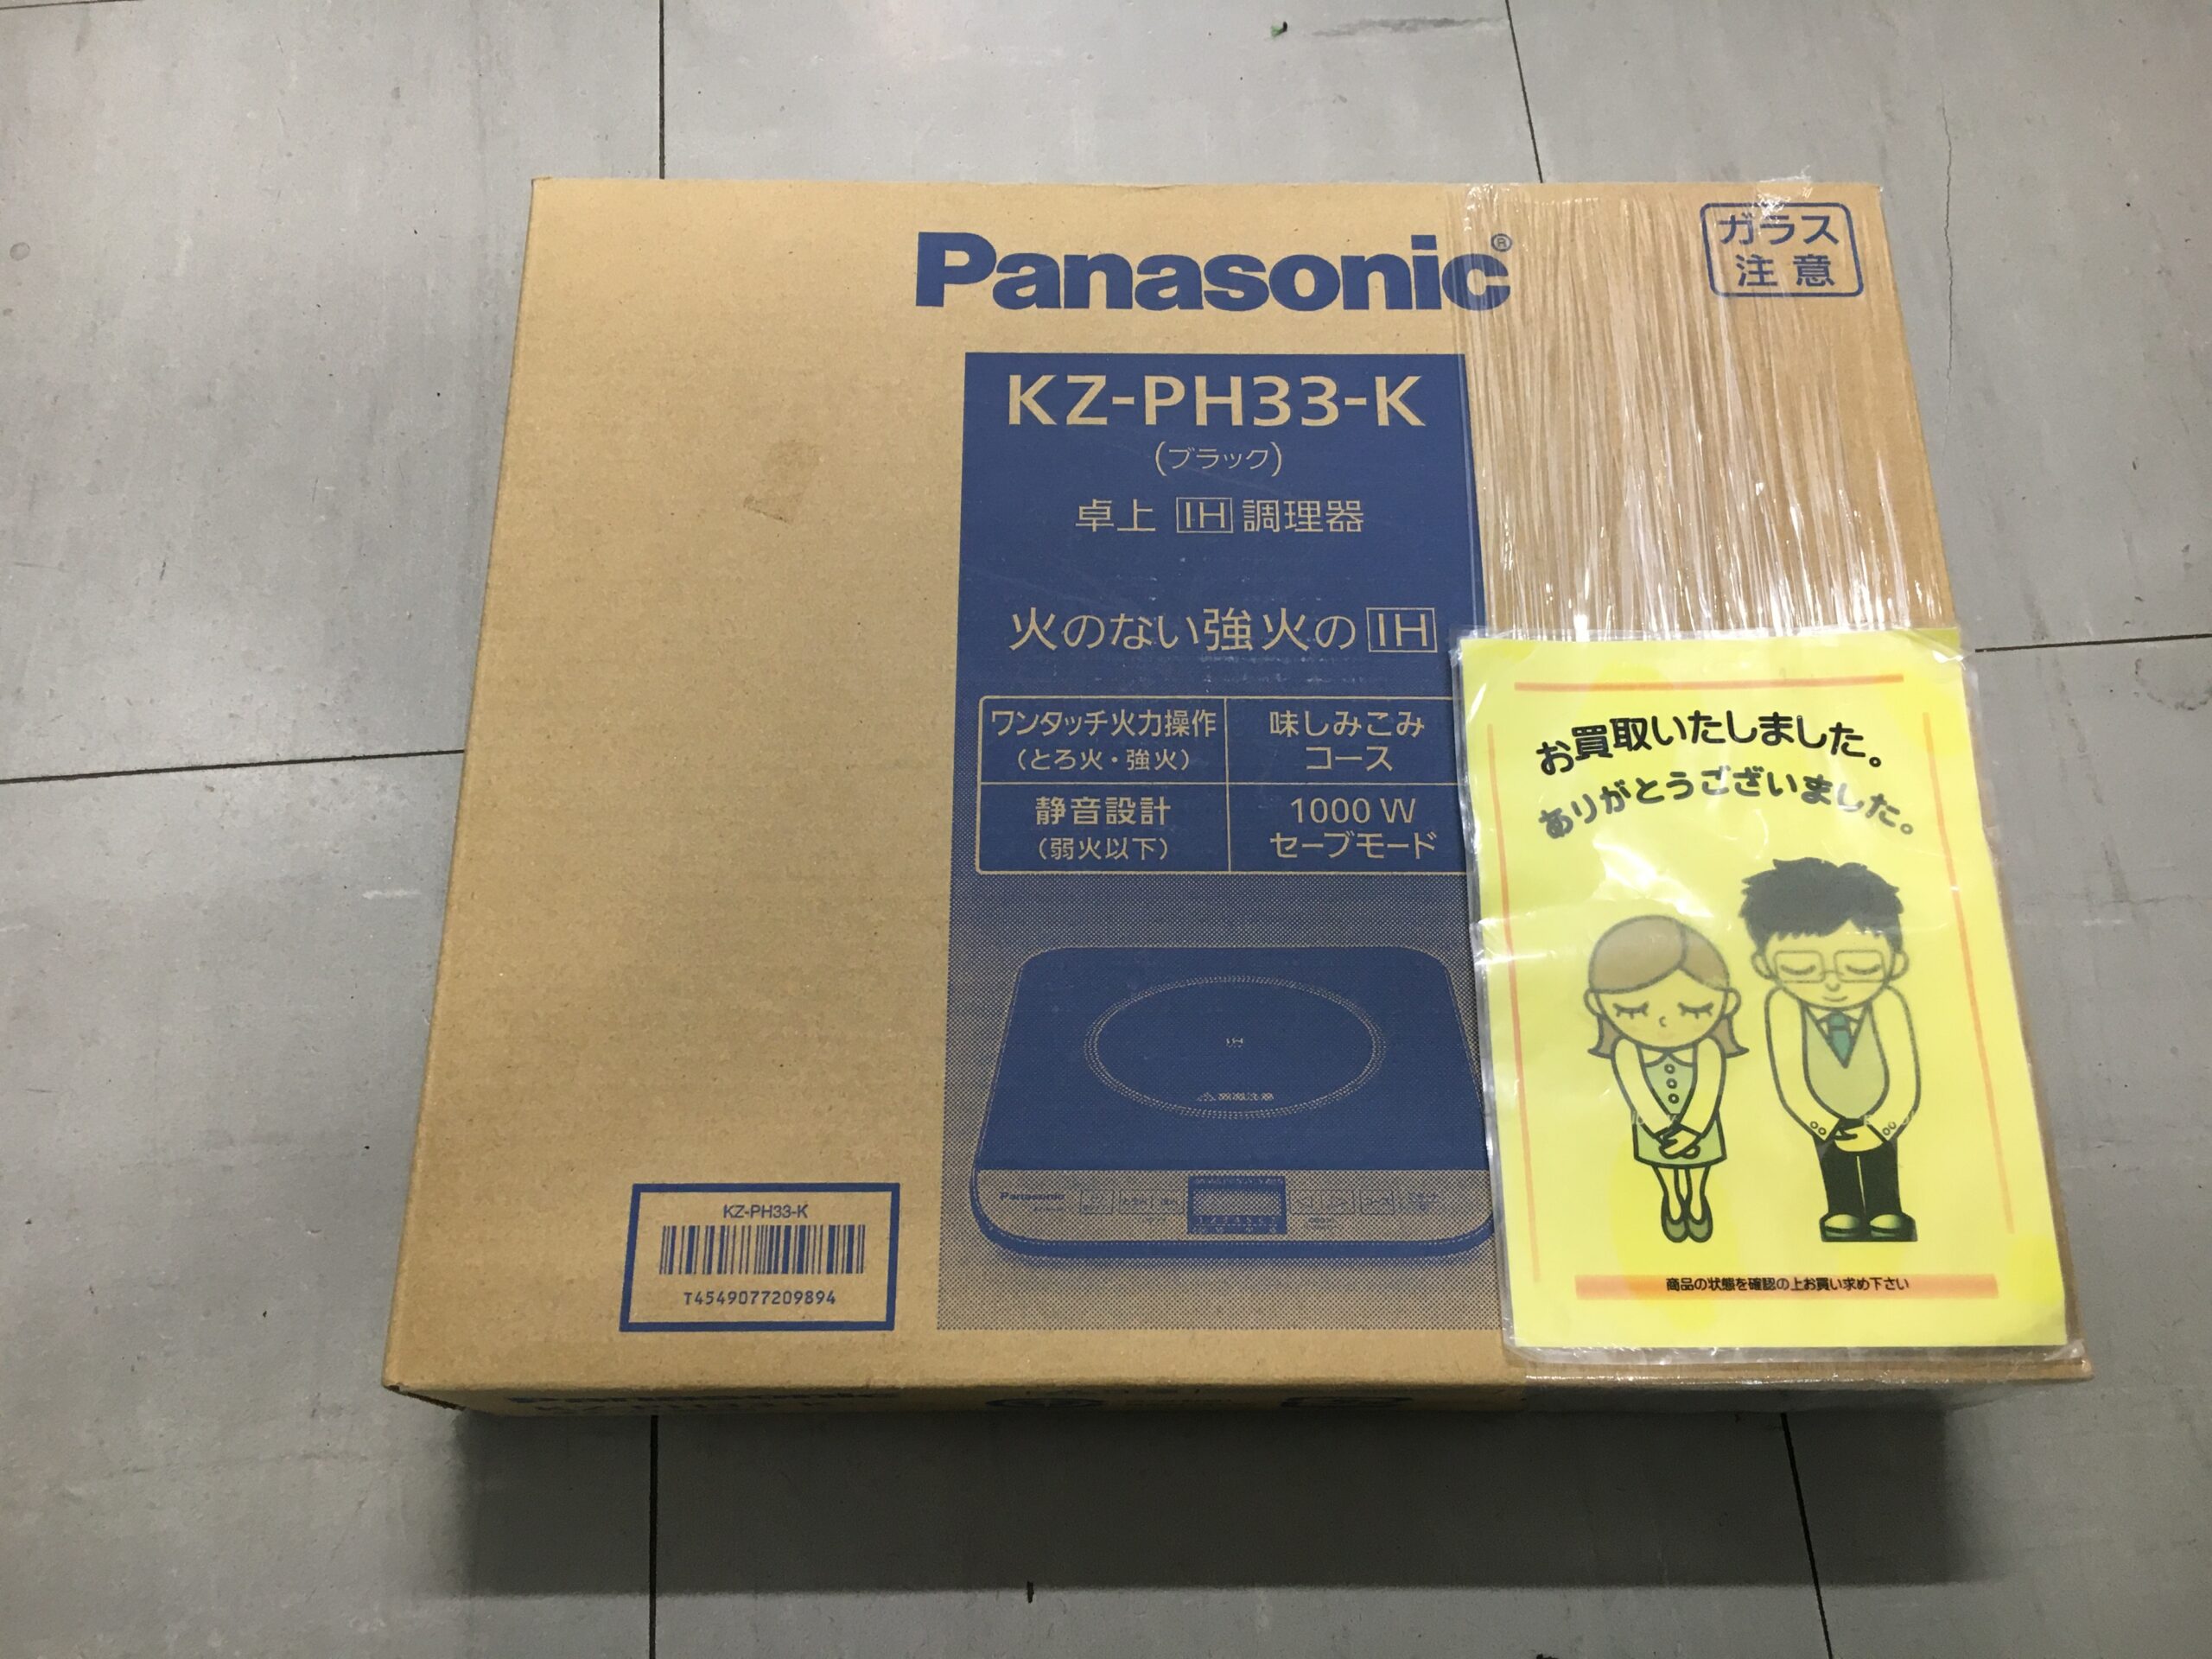 Panasonic®
ガラス
注意
KZ-PH33-K
(ブラック)
卓上 IH 調理器
火のない強火の IH
ワンタッチ火力操作
(とろ火・強火)
味しみこみ
コース
静音設計
(弱火以下)
1000 W
セーブモード
IH
Panasonic
KZ-PH33-K
T4549077209894
お買取いたしました。
ありがとうございました。
商品の状態を確認の上お買い求め下さい